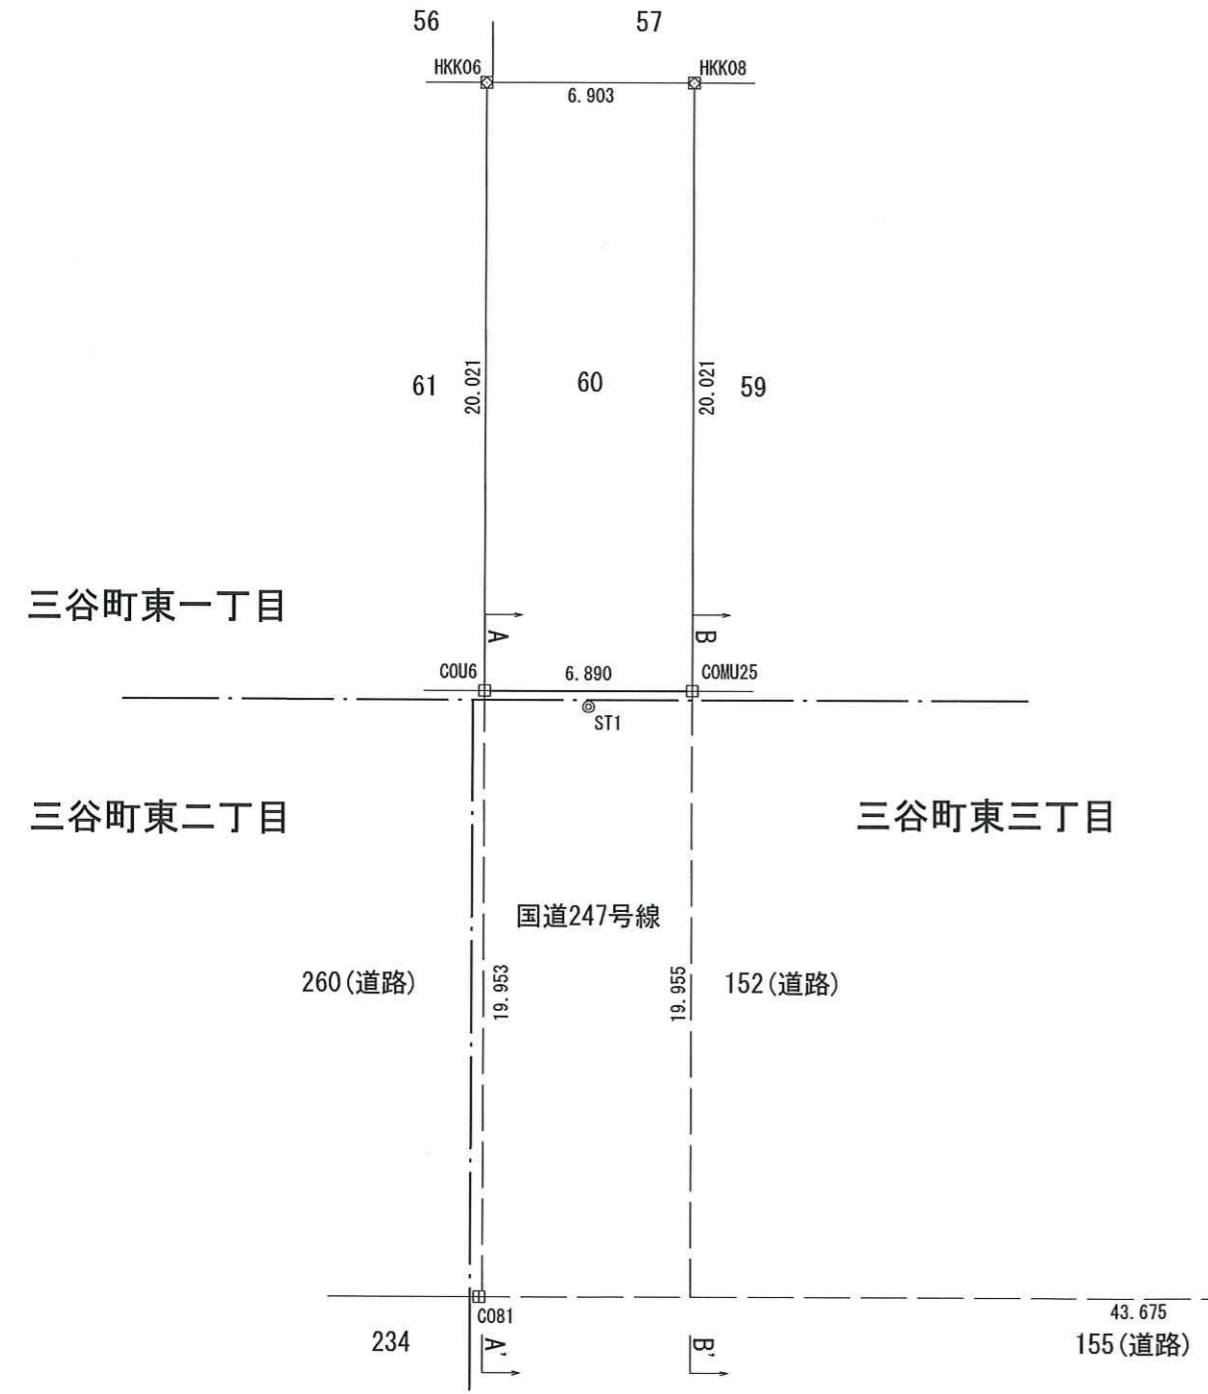 56
57
HKK06
HKK08
6.903
61
20.021
60
20.021
59
三谷町東一丁目
A
B
COU6
6.890
COMU25
ST1
三谷町東二丁目
三谷町東三丁目
国道247号線
260(道路)
19.953
19.955
152(道路)
CO81
43.675
234
A'
B'
155(道路)